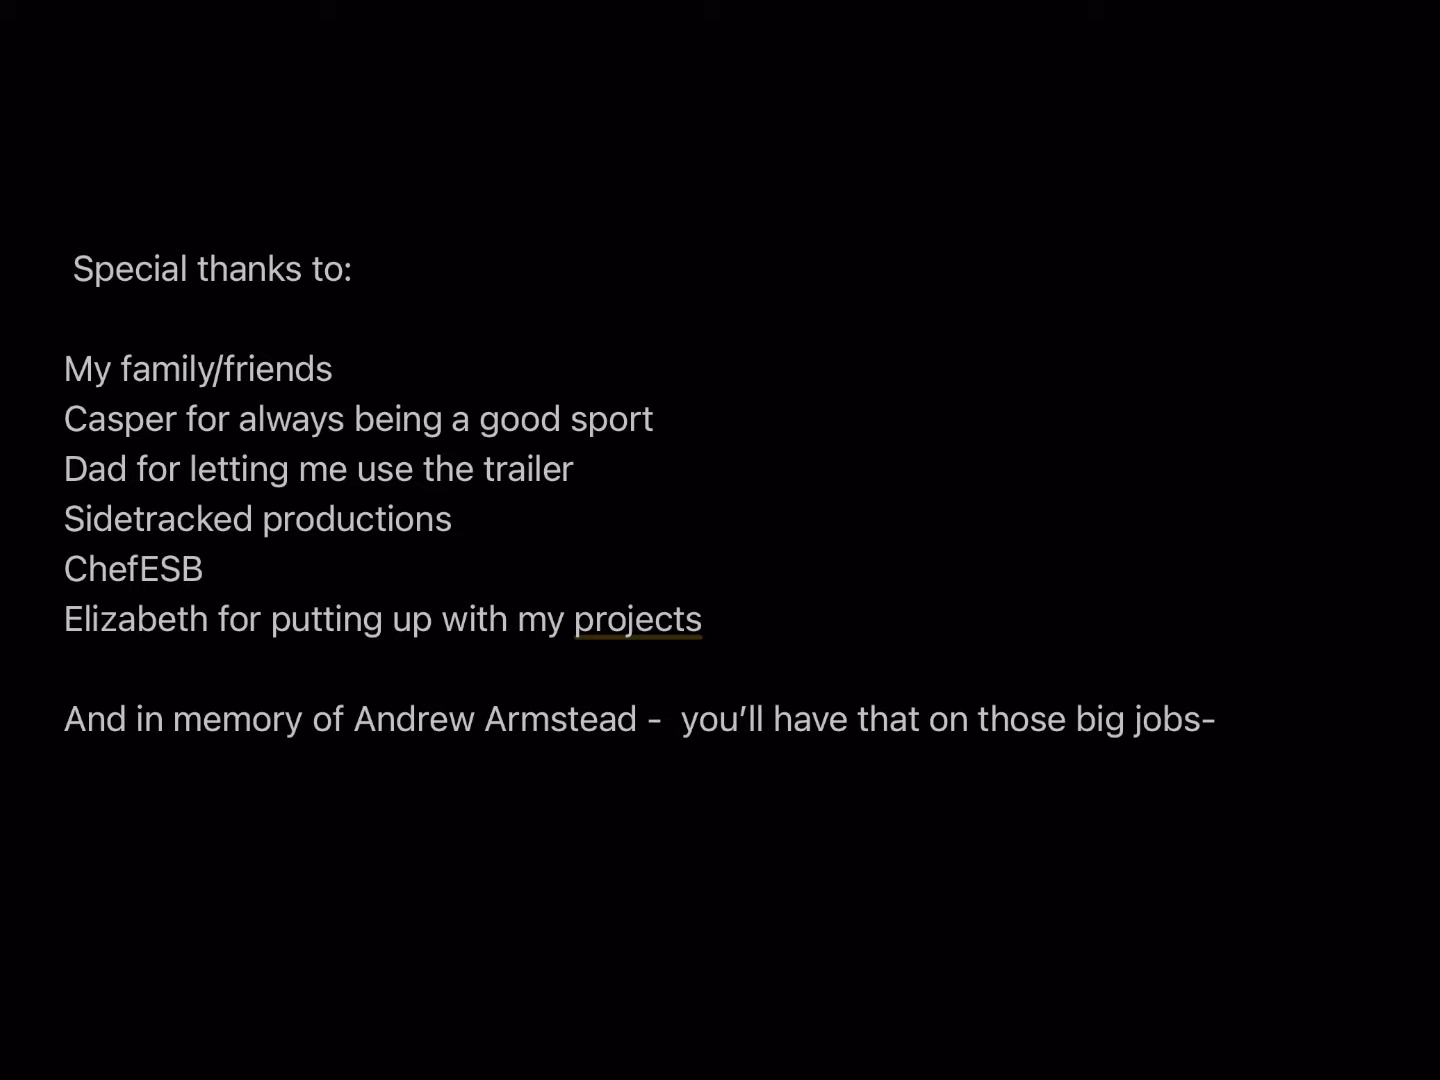 Special thanks to:
My family/friends
Casper for always being a good sport
Dad for letting me use the trailer
Sidetracked productions
ChefESB
Elizabeth for putting up with my projects
And in memory of Andrew Armstead -  you’ll have that on those big jobs-